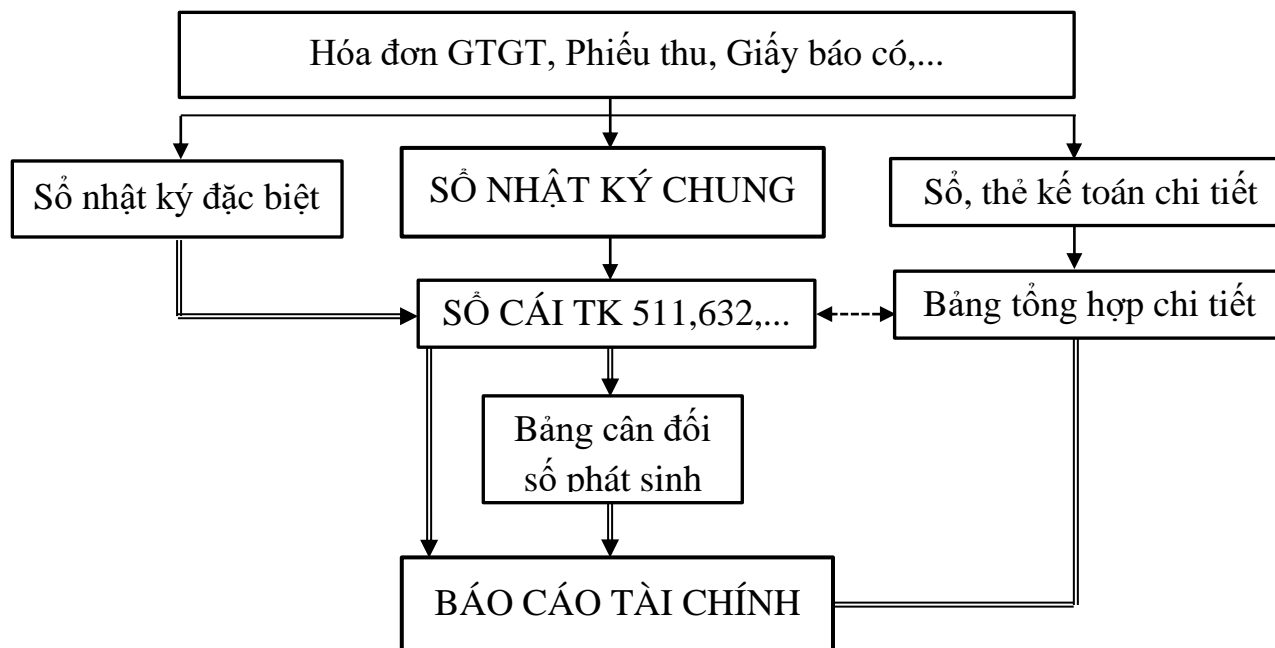 Hóa đơn GTGT, Phiếu thu, Giấy báo có,...
Sổ nhật ký đặc biệt
SỔ NHẬT KÝ CHUNG
Sổ, thẻ kế toán chi tiết
SỔ CÁI TK 511,632,...
Bảng tổng hợp chi tiết
Bảng cân đối
số phát sinh
BÁO CÁO TÀI CHÍNH